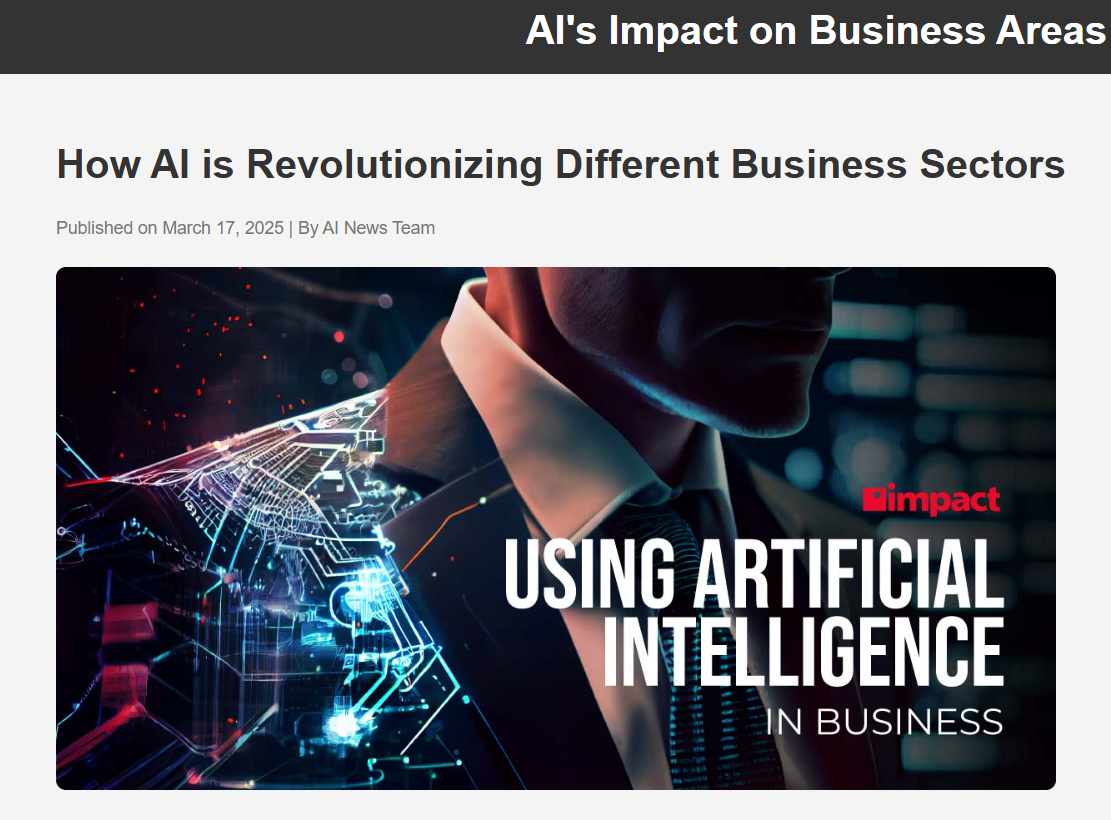 AI's Impact on Business Areas
How AI is Revolutionizing Different Business Sectors
Published on March 17, 2025 | By AI News Team
impact
USING ARTIFICIAL
INTELLIGENCE
IN BUSINESS